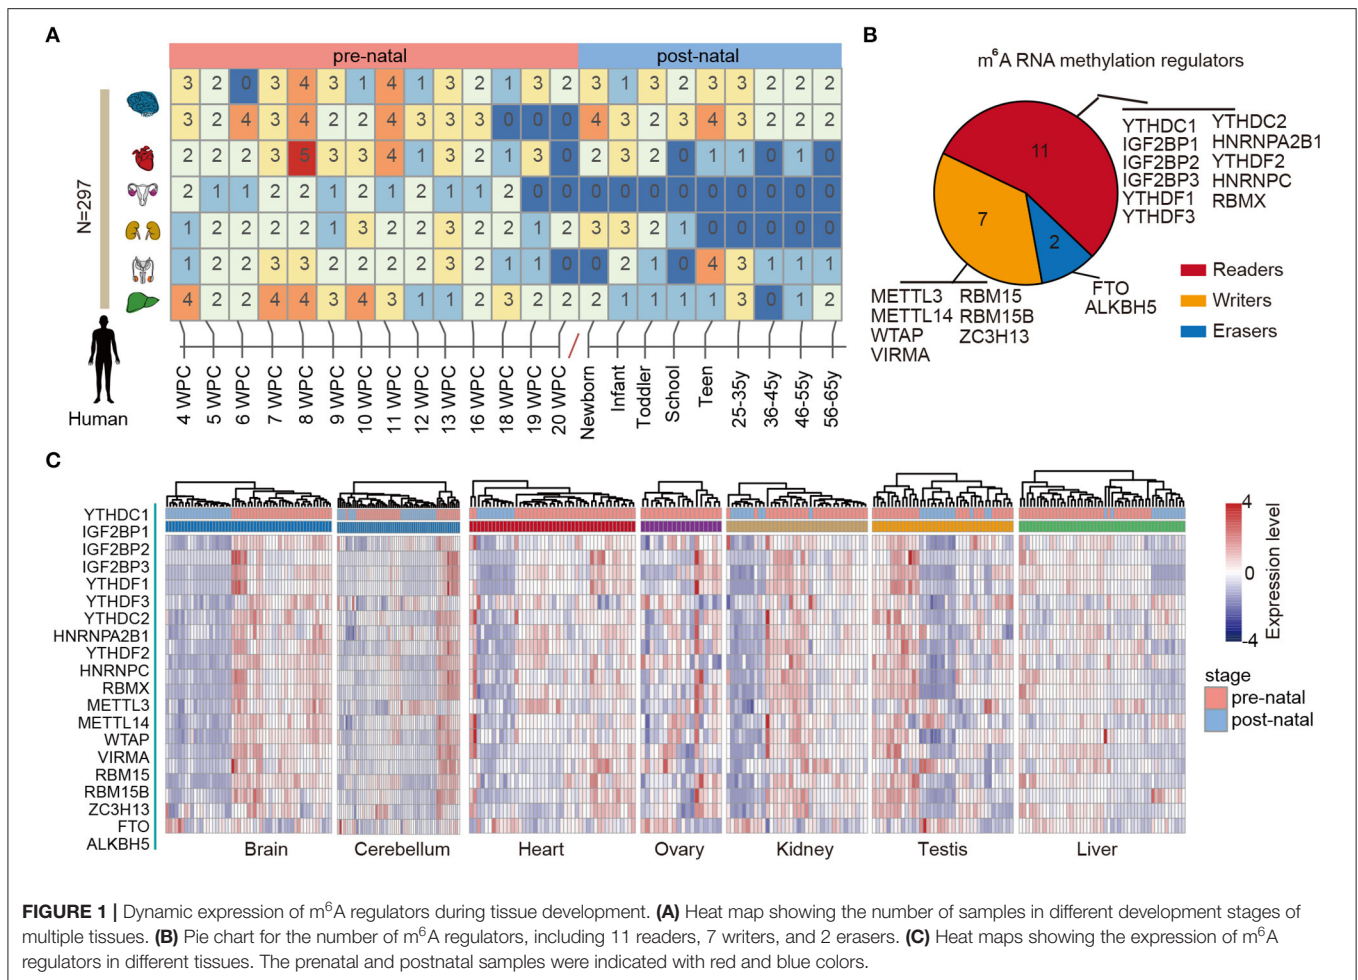 A
pre-natal post-natal
3 2 0 3 4 3 1 4 1 3 2 1 3 2 3 1 3 2 3 3 2 2 2
3 2 4 3 4 2 2 4 3 3 3 0 0 0 4 3 2 3 4 3 2 2 2
2 2 2 3 5 3 3 4 1 3 2 1 3 0 2 3 2 0 1 1 0 1 0
2 1 1 2 2 1 2 1 2 1 1 2 0 0 0 0 0 0 0 0 0 0 0
1 2 2 2 2 1 3 2 2 3 2 2 1 2 3 3 2 1 0 0 0 0 0
1 2 2 3 3 2 2 2 2 3 2 1 1 0 0 2 1 0 4 3 1 1 1
4 2 2 4 4 3 4 3 1 1 2 3 2 2 2 1 1 1 1 3 0 1 2
N=297
Human
4 WPC
5 WPC
6 WPC
7 WPC
8 WPC
9 WPC
10 WPC
11 WPC
12 WPC
13 WPC
16 WPC
18 WPC
19 WPC
20 WPC
Newborn
Infant
Toddler
School
Teen
25-35y
36-45y
46-55y
56-65y
B
m⁶A RNA methylation regulators
11
7
2
YTHDC1 YTHDC2
IGF2BP1 HNRNPA2B1
IGF2BP2 YTHDF2
IGF2BP3 HNRNPC
YTHDF1 RBMX
YTHDF3
METTL3 RBM15
METTL14 RBM15B
WTAP ZC3H13
VIRMA
FTO
ALKBH5
Readers
Writers
Erasers
C
YTHDC1
IGF2BP1
IGF2BP2
IGF2BP3
YTHDF1
YTHDF3
YTHDC2
HNRNPA2B1
YTHDF2
HNRNPC
RBMX
METTL3
METTL14
WTAP
VIRMA
RBM15
RBM15B
ZC3H13
FTO
ALKBH5
Brain Cerebellum Heart Ovary Kidney Testis Liver
4
0
-4
Expression level
stage
pre-natal
post-natal
FIGURE 1 | Dynamic expression of m⁶A regulators during tissue development. (A) Heat map showing the number of samples in different development stages of
multiple tissues. (B) Pie chart for the number of m⁶A regulators, including 11 readers, 7 writers, and 2 erasers. (C) Heat maps showing the expression of m⁶A
regulators in different tissues. The prenatal and postnatal samples were indicated with red and blue colors.